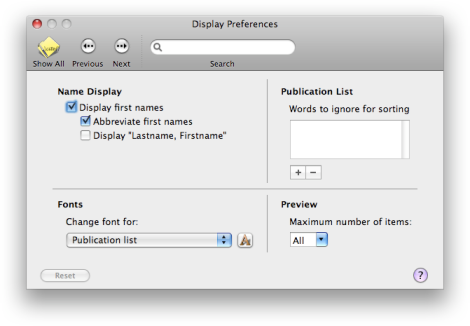 Display Preferences
Show All Previous Next Search
Name Display
Display first names
Abbreviate first names
Display "Lastname, Firstname"
Publication List
Words to ignore for sorting
+ −
Fonts
Change font for:
Publication list
Preview
Maximum number of items:
All
Reset
?